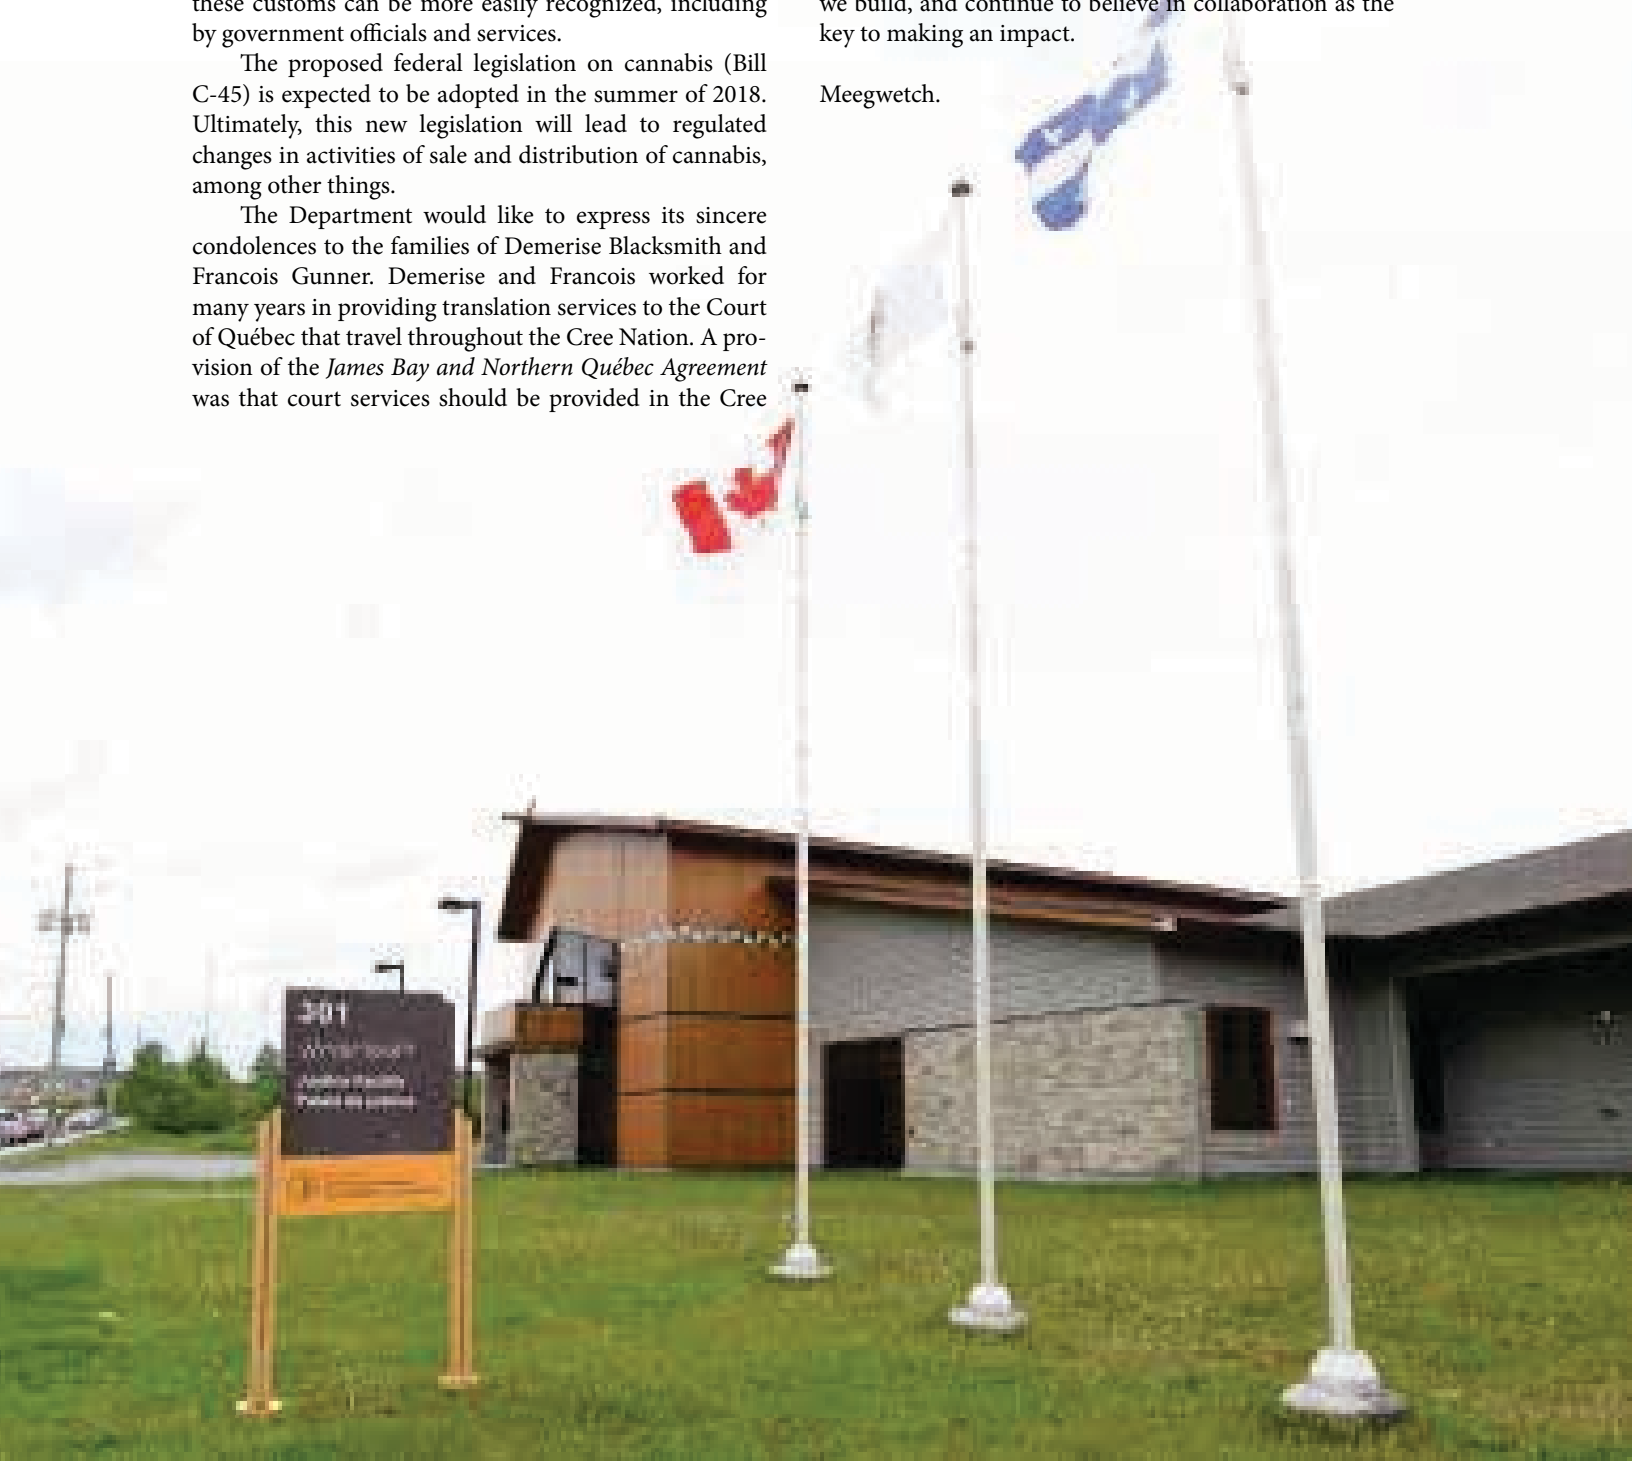 these customs can be more easily recognized, including
by government officials and services.
The proposed federal legislation on cannabis (Bill
C-45) is expected to be adopted in the summer of 2018.
Ultimately, this new legislation will lead to regulated
changes in activities of sale and distribution of cannabis,
among other things.
The Department would like to express its sincere
condolences to the families of Demerise Blacksmith and
Francois Gunner. Demerise and Francois worked for
many years in providing translation services to the Court
of Québec that travel throughout the Cree Nation. A pro-
vision of the James Bay and Northern Québec Agreement
was that court services should be provided in the Cree
we build, and continue to believe in collaboration as the
key to making an impact.
Meegwetch.
301